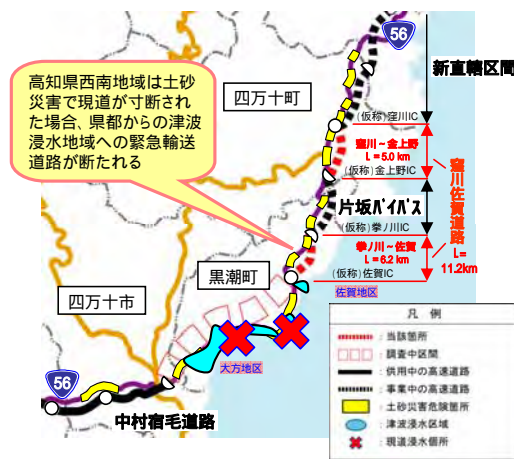 56
新直轄区間
高知県西南地域は土砂
災害で現道が寸断され
た場合、県都からの津波
浸水地域への緊急輸送
道路が断たれる
四万十町
(仮称)窪川IC
窪川~金上野
L=5.0 km
(仮称)金上野IC
片坂バイパス
窪川佐賀道路
L=
11.2km
(仮称)拳ノ川IC
拳ノ川~佐賀
L=6.2 km
(仮称)佐賀IC
黒潮町
佐賀地区
四万十市
大方地区
56
中村宿毛道路
凡 例
:当該箇所
:調査中区間
:供用中の高速道路
:事業中の高速道路
:土砂災害危険箇所
:津波浸水区域
:現道浸水個所